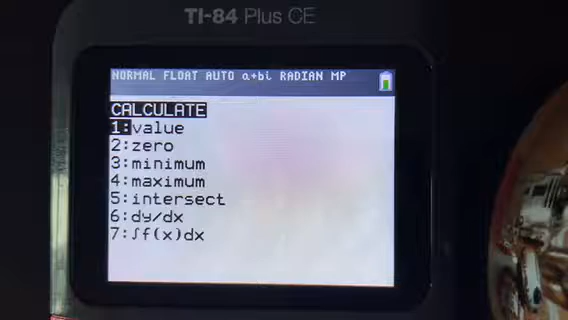 TI-84 Plus CE
NORMAL FLOAT AUTO a+bi RADIAN MP
CALCULATE
1:value
2:zero
3:minimum
4:maximum
5:intersect
6:dy/dx
7:∫f(x)dx